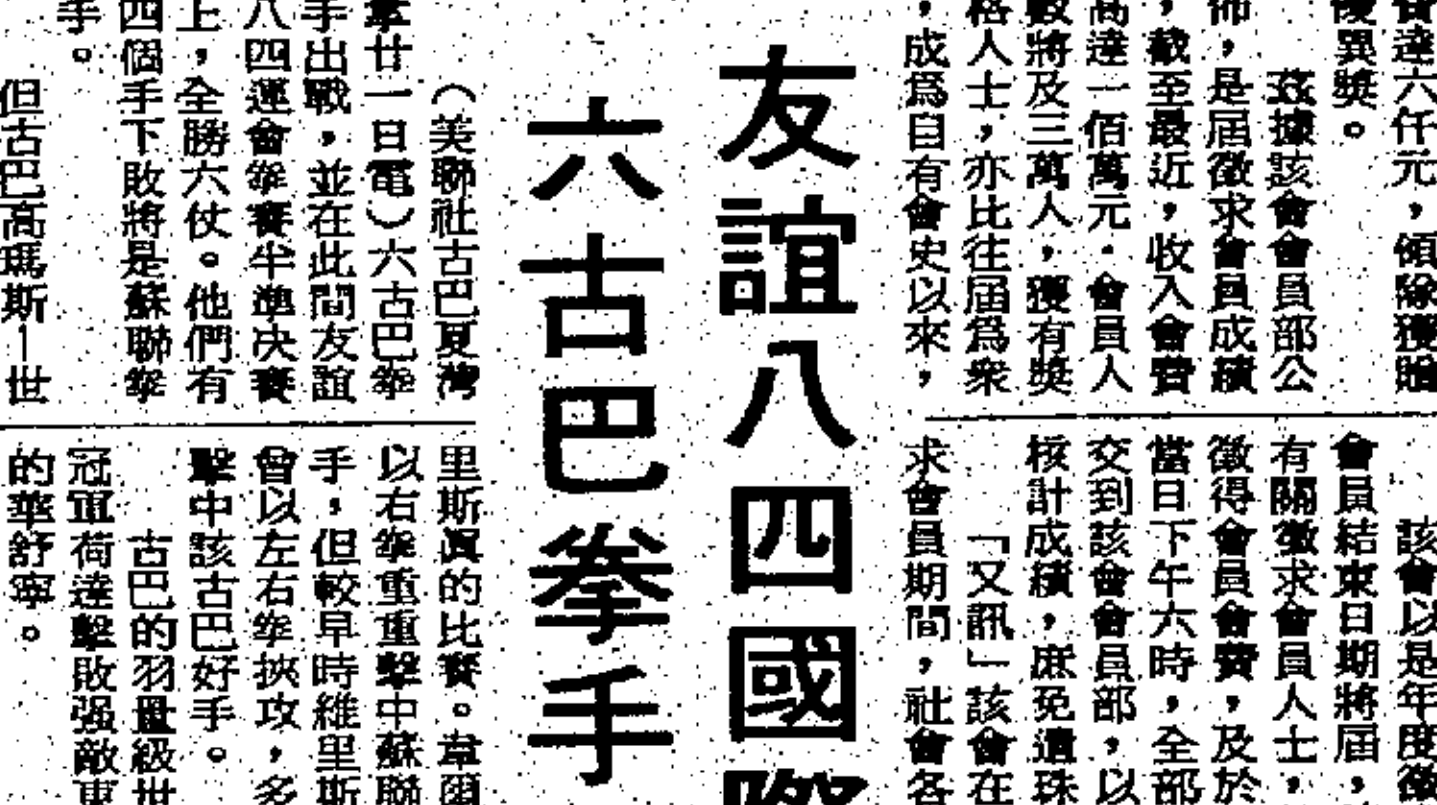 資達六仟元，傾除獲贈
優異獎。
茲據該會會員部公
佈，是屆徵求會員成績
，截至最近，收入會費
高達一佰萬元．會員人
數將及三萬人，獲有獎
格人士，亦比往屆爲衆
，成爲自有會史以來，
該會以是年度徵
會員結束日期將屆，
有關徵求會員人士，
徵得會員會費，及於
當日下午六時，全部
交到該會會員部，以
核計成績，庶免遺珠
「又訊」該會在
求會員期間，社會各
友誼八四國際
六古巴拳手
（美聯社古巴夏灣
拿廿一日電）六古巴拳
手出戰，並在此間友誼
八四運會拳賽半準決賽
上，全勝六仗。他們有
四個手下敗將是蘇聯拳
手。
但古巴高瑪斯－世
里斯眞的比賽。韋爾
以右拳重重擊中蘇聯
手，但較早時維里斯
曾以左右拳挾攻，多
擊中該古巴好手。
古巴的羽量級世
冠軍荷達擊敗强敵東
的華舒寧。